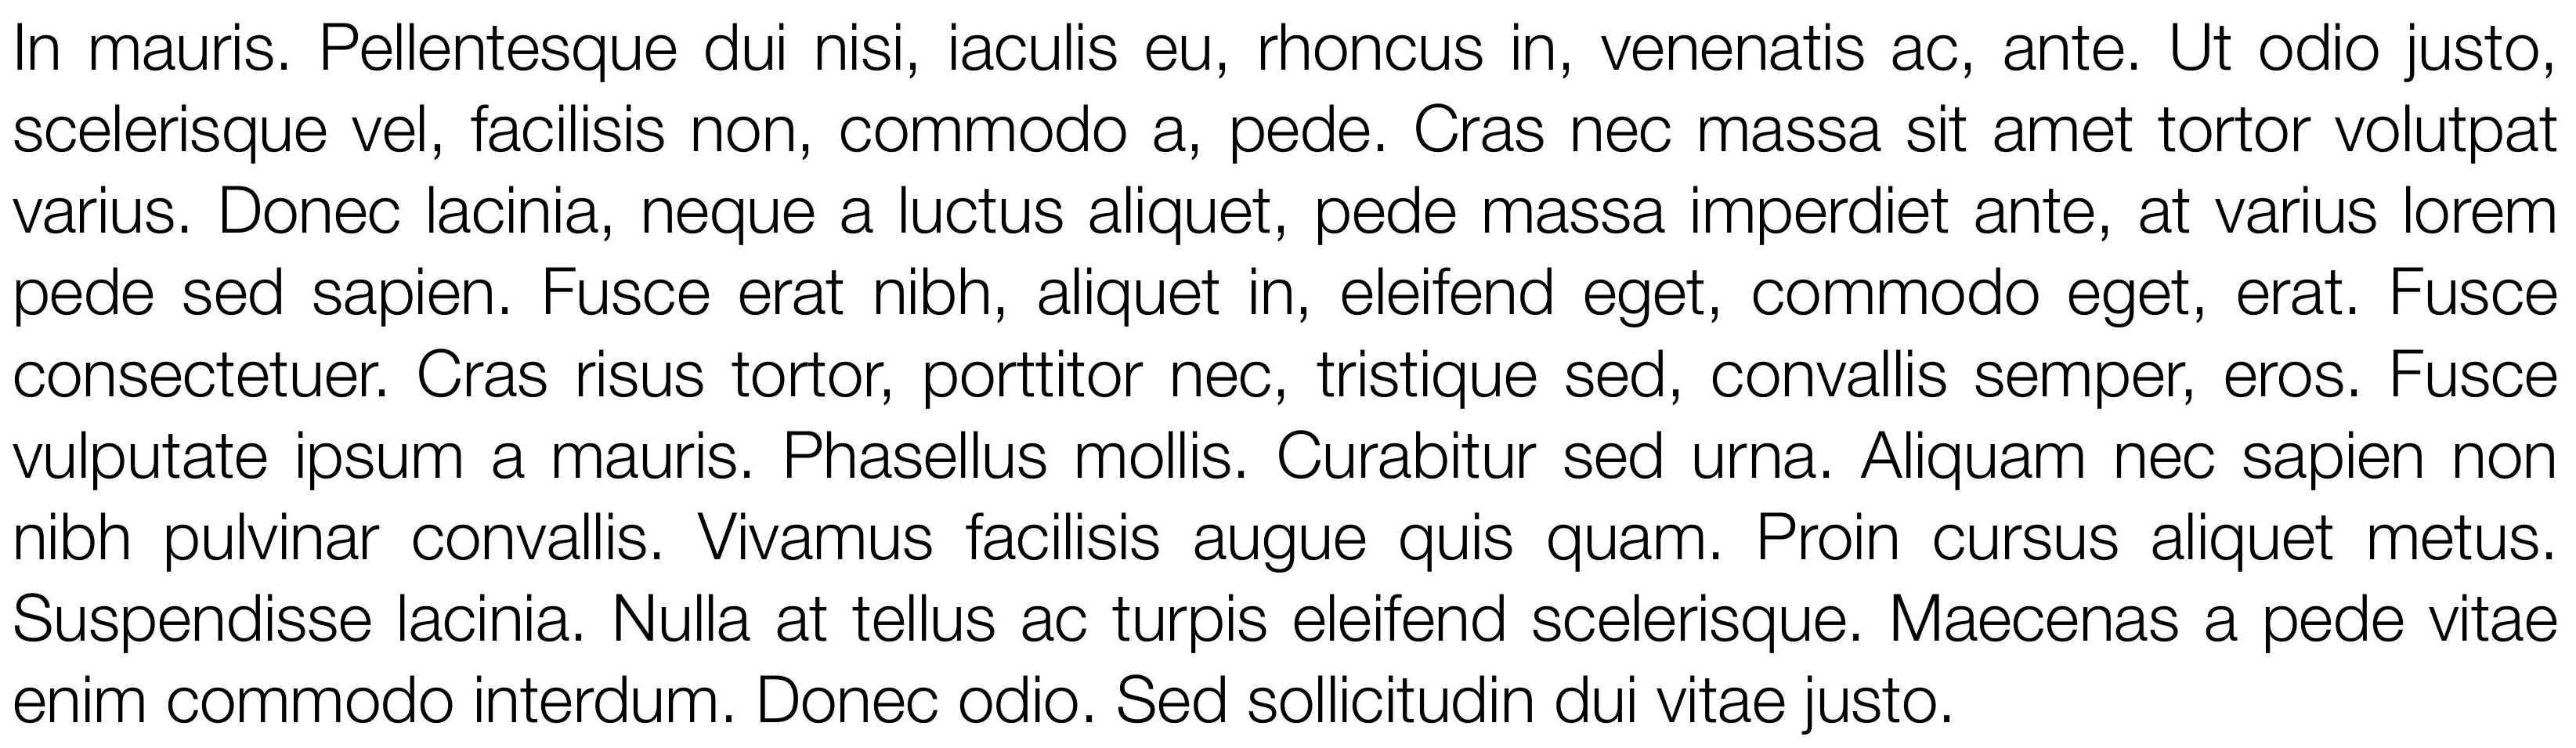 In mauris. Pellentesque dui nisi, iaculis eu, rhoncus in, venenatis ac, ante. Ut odio justo,
scelerisque vel, facilisis non, commodo a, pede. Cras nec massa sit amet tortor volutpat
varius. Donec lacinia, neque a luctus aliquet, pede massa imperdiet ante, at varius lorem
pede sed sapien. Fusce erat nibh, aliquet in, eleifend eget, commodo eget, erat. Fusce
consectetuer. Cras risus tortor, porttitor nec, tristique sed, convallis semper, eros. Fusce
vulputate ipsum a mauris. Phasellus mollis. Curabitur sed urna. Aliquam nec sapien non
nibh pulvinar convallis. Vivamus facilisis augue quis quam. Proin cursus aliquet metus.
Suspendisse lacinia. Nulla at tellus ac turpis eleifend scelerisque. Maecenas a pede vitae
enim commodo interdum. Donec odio. Sed sollicitudin dui vitae justo.